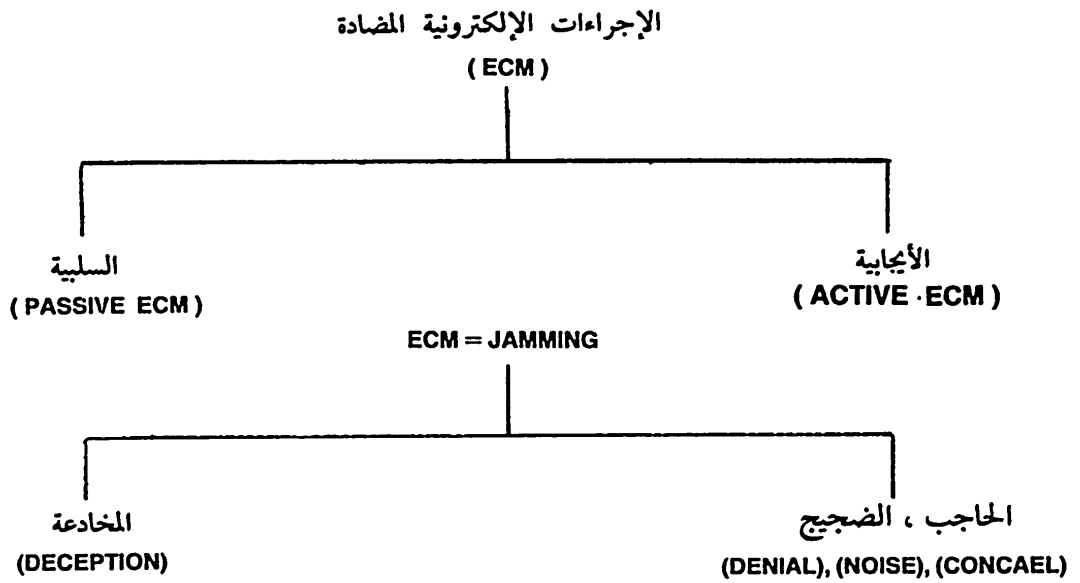 الإجراءات الإلكترونية المضادة
( ECM )
الأيجابية
( ACTIVE ·ECM )
السلبية
( PASSIVE ECM )
ECM = JAMMING
الحاجب ، الضجيج
(DENIAL), (NOISE), (CONCAEL)
المخادعة
(DECEPTION)